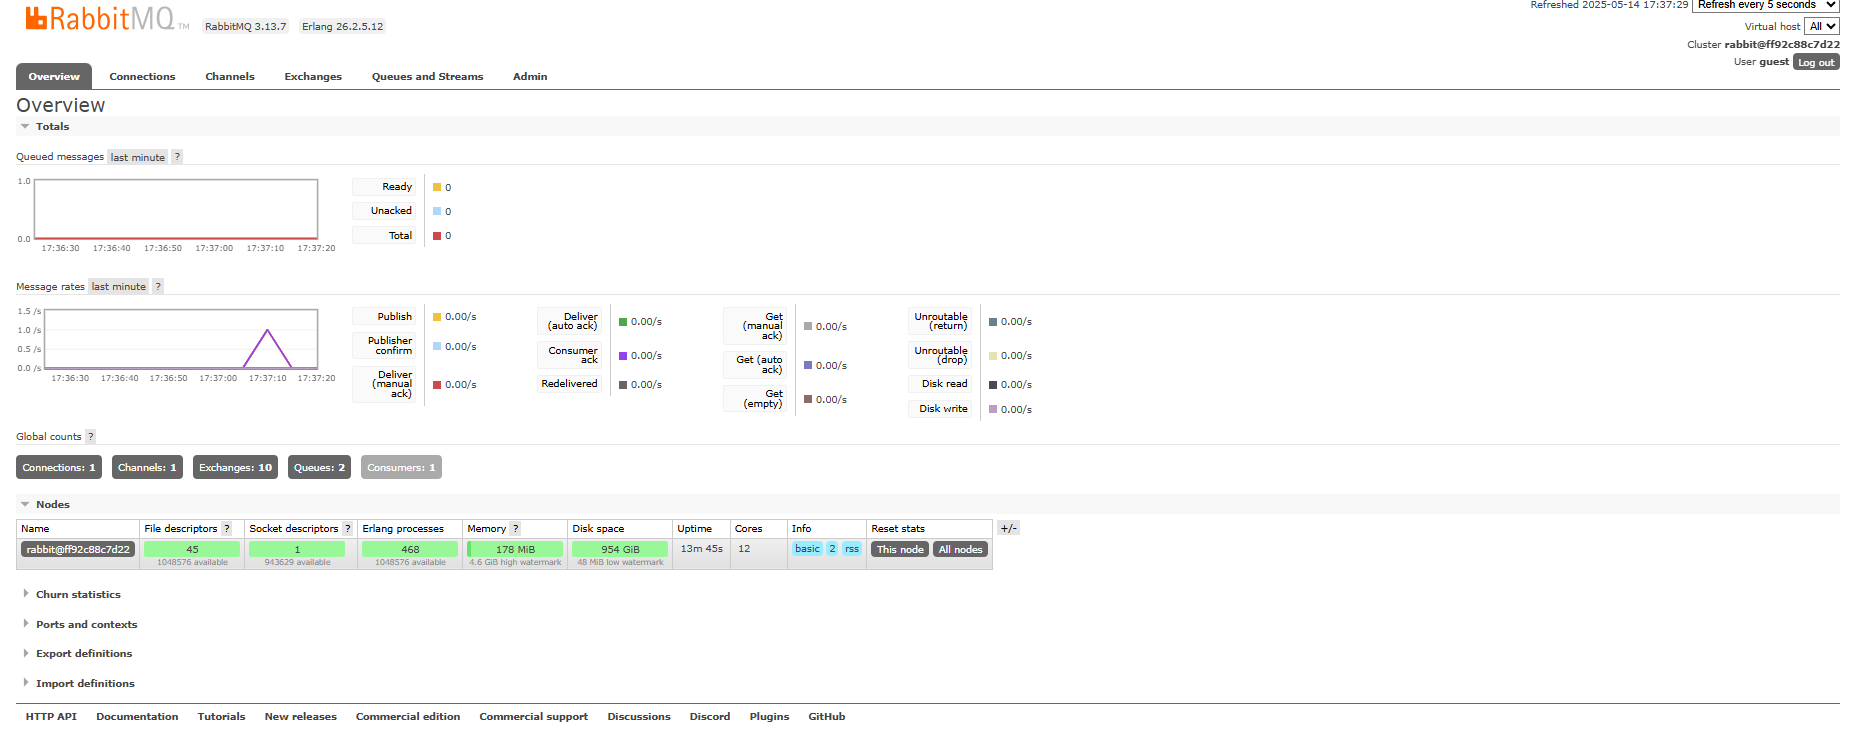 RabbitMQ TM RabbitMQ 3.13.7 Erlang 26.2.5.12
Refreshed 2025-05-14 17:37:29 Refresh every 5 seconds
Virtual host All
Cluster rabbit@ff92c88c7d22
User guest Log out
Overview Connections Channels Exchanges Queues and Streams Admin
Overview
Totals
Queued messages last minute ?
1.0
0.0
17:36:30 17:36:40 17:36:50 17:37:00 17:37:10 17:37:20
Ready 0
Unacked 0
Total 0
Message rates last minute ?
1.5 /s
1.0 /s
0.5 /s
0.0 /s
17:36:30 17:36:40 17:36:50 17:37:00 17:37:10 17:37:20
Publish 0.00/s
Publisher
confirm 0.00/s
Deliver
(manual
ack) 0.00/s
Deliver
(auto ack) 0.00/s
Consumer
ack 0.00/s
Redelivered 0.00/s
Get
(manual
ack) 0.00/s
Get (auto
ack) 0.00/s
Get
(empty) 0.00/s
Unroutable
(return) 0.00/s
Unroutable
(drop) 0.00/s
Disk read 0.00/s
Disk write 0.00/s
Global counts ?
Connections: 1 Channels: 1 Exchanges: 10 Queues: 2 Consumers: 1
Nodes
Name File descriptors ? Socket descriptors ? Erlang processes Memory ? Disk space Uptime Cores Info Reset stats +/-
rabbit@ff92c88c7d22 45 1 468 178 MiB 954 GiB 13m 45s 12 basic 2 rss This node All nodes
1048576 available 943629 available 1048576 available 4.6 GiB high watermark 48 MiB low watermark
Churn statistics
Ports and contexts
Export definitions
Import definitions
HTTP API Documentation Tutorials New releases Commercial edition Commercial support Discussions Discord Plugins GitHub